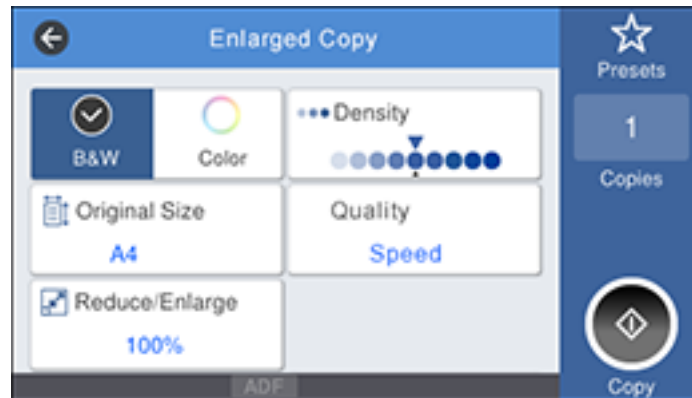 Enlarged Copy
Presets
B&W
Color
Density
1
Copies
Original Size
A4
Quality
Speed
Reduce/Enlarge
100%
ADF
Copy